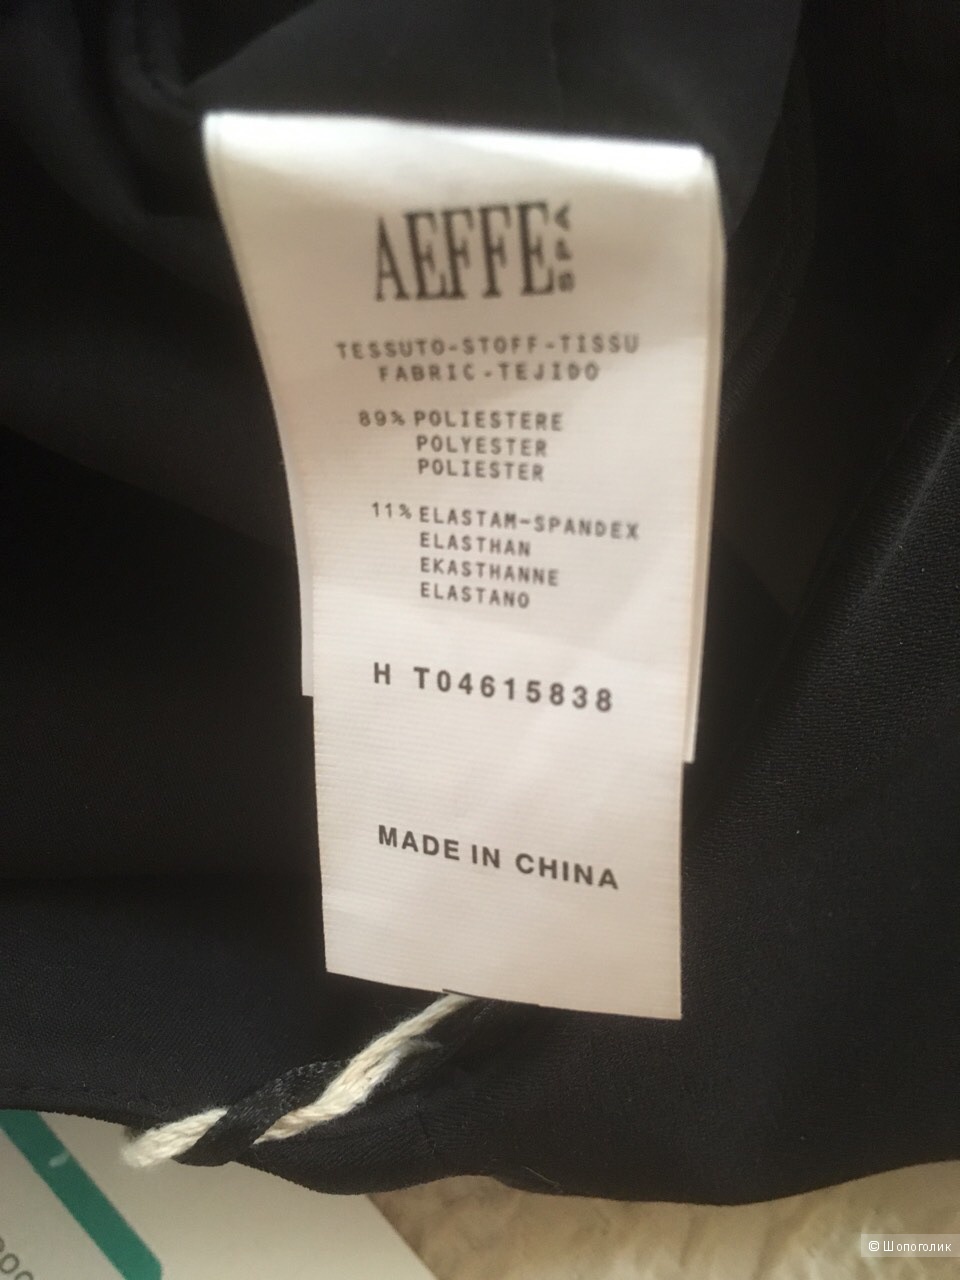 AEFFE SPA
TESSUTO-STOFF-TISSU
FABRIC-TEJIDO
89% POLIESTERE
POLYESTER
POLIESTER
11% ELASTAM-SPANDEX
ELASTHAN
EKASTHANNE
ELASTANO
H T04615838
MADE IN CHINA
© Шопоголик